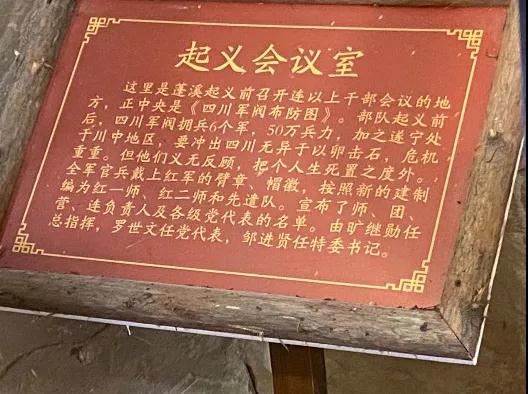 起义会议室
这里是蓬溪起义前召开连以上干部会议的地
方，正中央是《四川军阀布防图》。部队起义前
后，四川军阀拥兵6个军，50万兵力，加之遂宁处
于川中地区，要冲出四川无异于以卵击石，危机
重重。但他们义无反顾，把个人生死置之度外。
全军官兵戴上红军的臂章、帽徽，按照新的建制
编为红一师、红二师和先遣队。宣布了师、团、
营、连负责人及各级党代表的名单。由旷继勋任
总指挥，罗世文任党代表，邹进贤任特委书记。